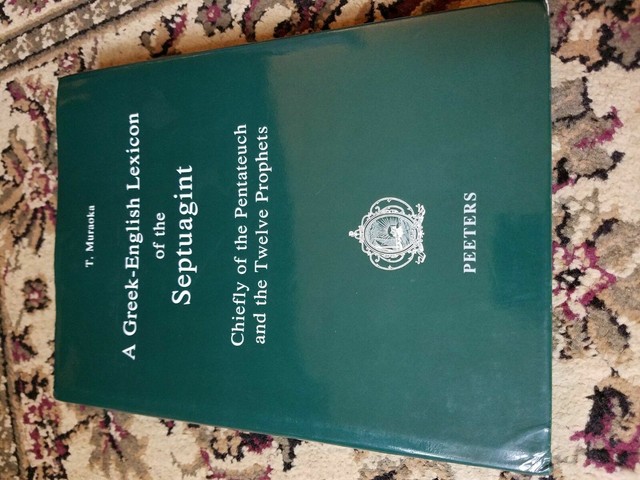 T. Muraoka
A Greek-English Lexicon
of the
Septuagint
Chiefly of the Pentateuch
and the Twelve Prophets
PEETERS